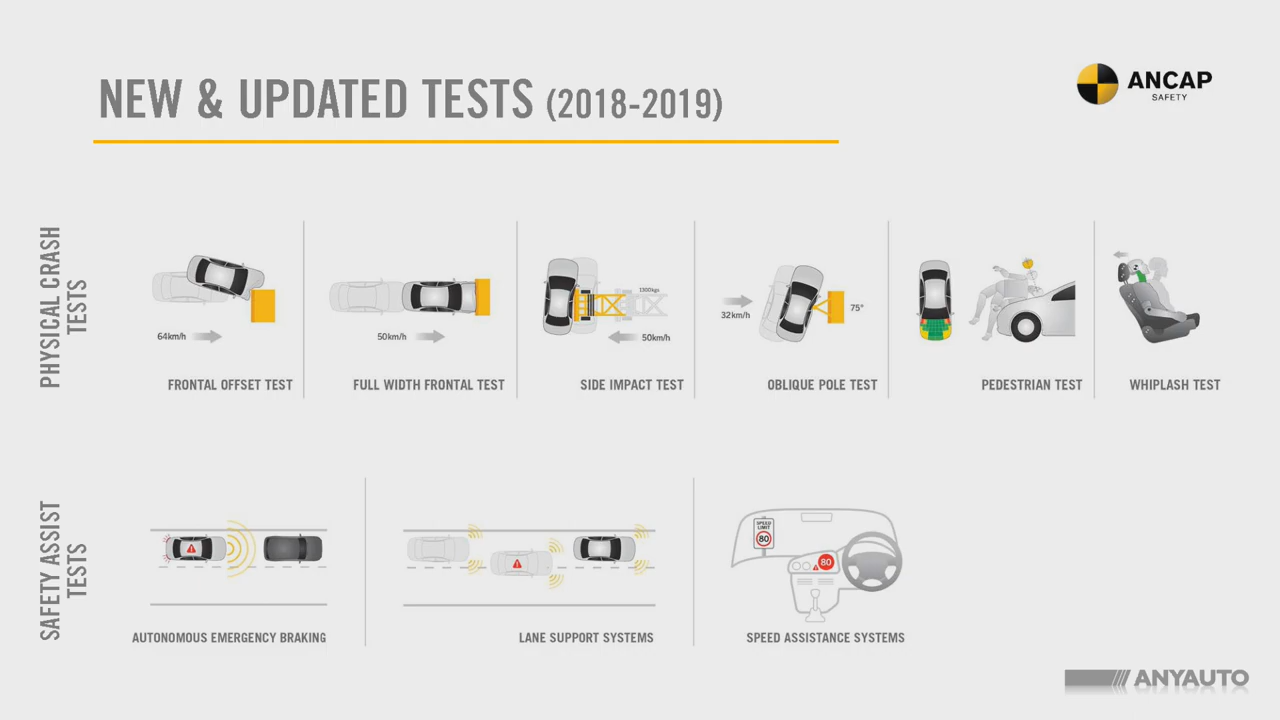 NEW & UPDATED TESTS (2018-2019)
ANCAP
SAFETY
PHYSICAL CRASH
TESTS
64km/h
FRONTAL OFFSET TEST
50km/h
FULL WIDTH FRONTAL TEST
1300kgs
50km/h
SIDE IMPACT TEST
32km/h
75°
OBLIQUE POLE TEST
PEDESTRIAN TEST
WHIPLASH TEST
SAFETY ASSIST
TESTS
AUTONOMOUS EMERGENCY BRAKING
LANE SUPPORT SYSTEMS
SPEED
LIMIT
80
80
SPEED ASSISTANCE SYSTEMS
ANYAUTO